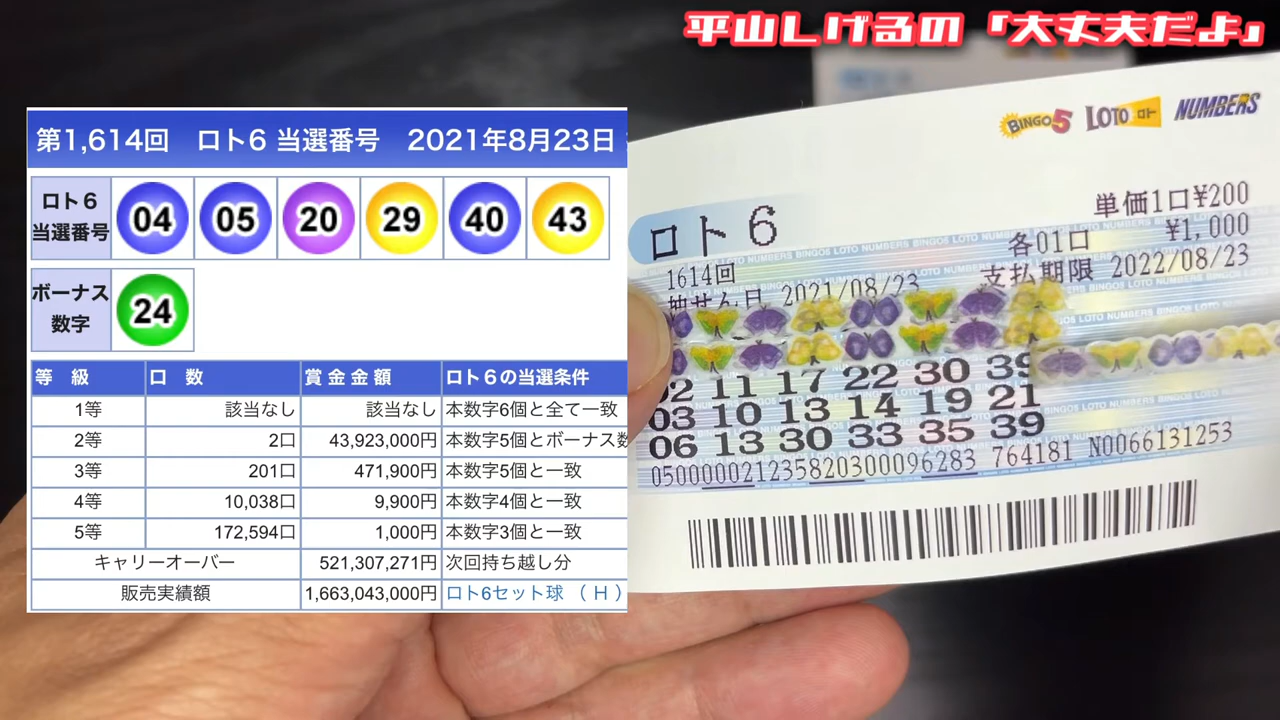 平山しげるの「大丈夫だよ」
第1,614回 ロト6 当選番号 2021年8月23日
ロト6
当選番号
04 05 20 29 40 43
ボーナス
数字
24
等 級 口 数 賞金金額 ロト6の当選条件
1等 該当なし 該当なし 本数字6個と全て一致
2等 2口 43,923,000円 本数字5個とボーナス数
3等 201口 471,900円 本数字5個と一致
4等 10,038口 9,900円 本数字4個と一致
5等 172,594口 1,000円 本数字3個と一致
キャリーオーバー 521,307,271円 次回持ち越し分
販売実績額 1,663,043,000円 ロト6セット球 (H)
BINGO5 LOTO ロト NUMBERS
ロト6
単価1口¥200
各01口 ¥1,000
1614回 支払期限 2022/08/23
抽せん日 2021/08/23
02 11 17 22 30 39
03 10 13 14 19 21
06 13 30 33 35 39
050000021235820300096283 764181 N0066131253